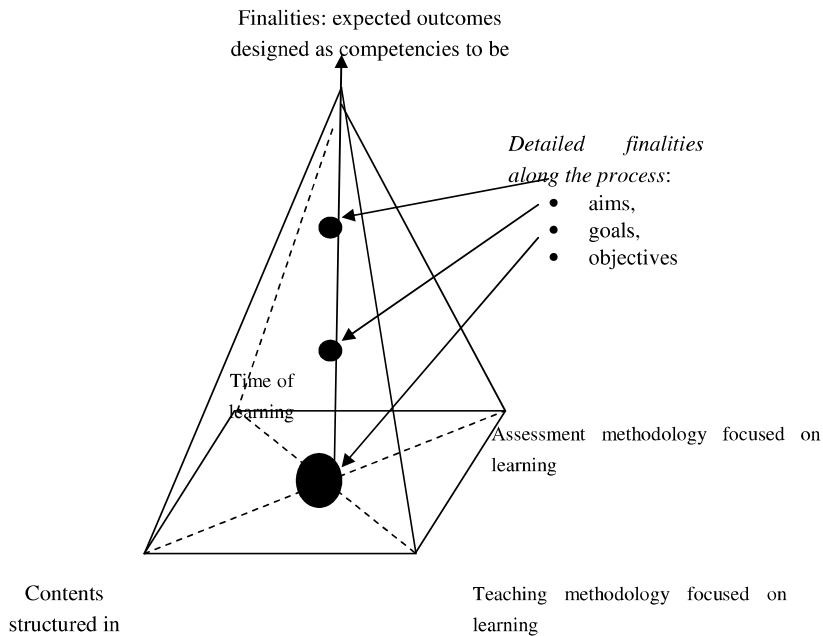 Finalities: expected outcomes
designed as competencies to be
Detailed finalities
along the process:
• aims,
• goals,
• objectives
Time of
learning
Assessment methodology focused on
learning
Contents
structured in
Teaching methodology focused on
learning